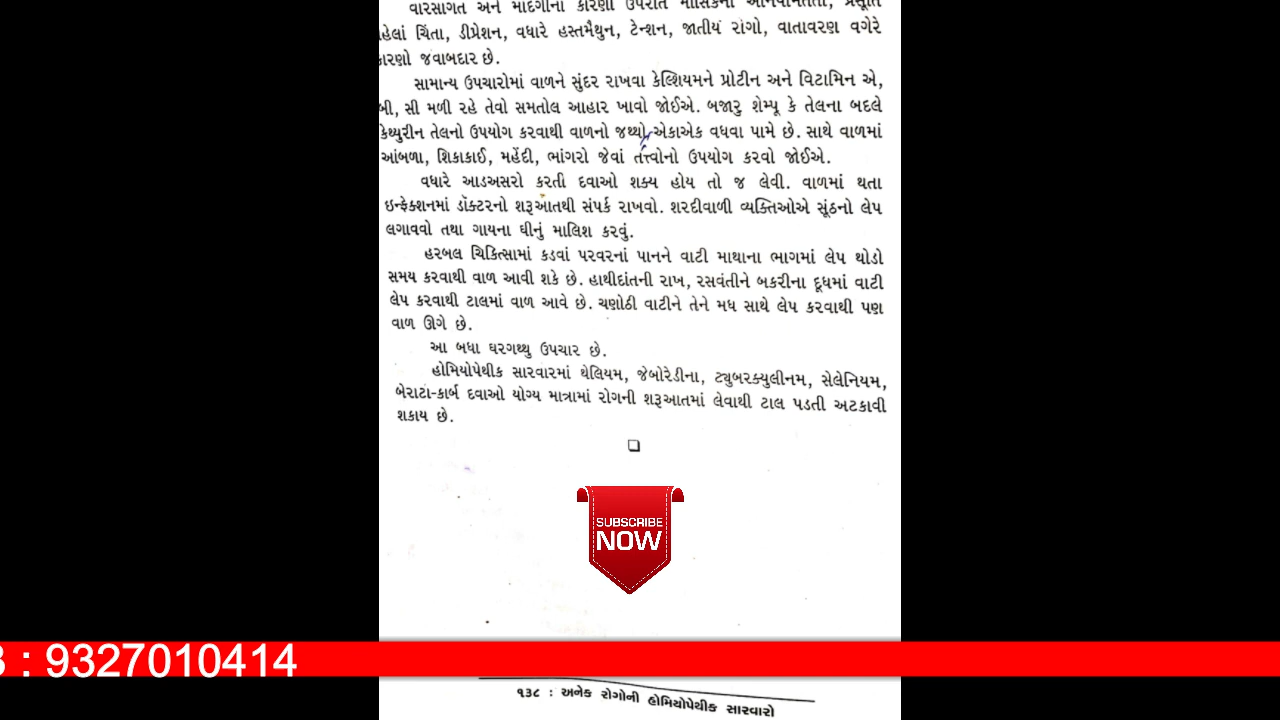 વારસાગત અને માંદગીના કારણો ઉપરાંત માસિકની અનિયમિતતા, પ્રસૂતિ
પહેલાં ચિંતા, ડીપ્રેશન, વધારે હસ્તમૈથુન, ટેન્શન, જાતીય રાંગો, વાતાવરણ વગેરે
કારણો જવાબદાર છે.
સામાન્ય ઉપચારોમાં વાળને સુંદર રાખવા કેલ્શિયમને પ્રોટીન અને વિટામિન એ,
બી, સી મળી રહે તેવો સમતોલ આહાર ખાવો જોઈએ. બજારુ શેમ્પૂ કે તેલના બદલે
કેથ્યુરીન તેલનો ઉપયોગ કરવાથી વાળનો જથ્થો એકાએક વધવા પામે છે. સાથે વાળમાં
આંબળા, શિકાકાઈ, મહેંદી, ભાંગરો જેવાં તત્ત્વોનો ઉપયોગ કરવો જોઈએ.
વધારે આડઅસરો કરતી દવાઓ શક્ય હોય તો જ લેવી. વાળમાં થતા
ઇન્ફેક્શનમાં ડૉક્ટરનો શરૂઆતથી સંપર્ક રાખવો. શરદીવાળી વ્યક્તિઓએ સૂંઠનો લેપ
લગાવવો તથા ગાયના ઘીનું માલિશ કરવું.
હરબલ ચિકિત્સામાં કડવાં પરવરનાં પાનને વાટી માથાના ભાગમાં લેપ થોડો
સમય કરવાથી વાળ આવી શકે છે. હાથીદાંતની રાખ, રસવંતીને બકરીના દૂધમાં વાટી
લેપ કરવાથી ટાલમાં વાળ આવે છે. ચણોઠી વાટીને તેને મધ સાથે લેપ કરવાથી પણ
વાળ ઊગે છે.
આ બધા ઘરગથ્થુ ઉપચાર છે.
હોમિયોપેથીક સારવારમાં થેલિયમ, જેબોરેડીના, ટ્યુબરક્યુલીનમ, સેલેનિયમ,
બેરાટા-કાર્બ દવાઓ યોગ્ય માત્રામાં રોગની શરૂઆતમાં લેવાથી ટાલ પડતી અટકાવી
શકાય છે.
SUBSCRIBE
NOW
: 9327010414
૧૩૮ : અનેક રોગોની હોમિયોપેથીક સારવારો